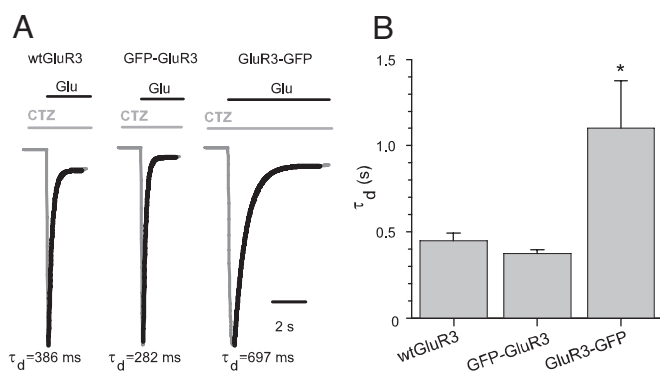 A
wtGluR3 GFP-GluR3 GluR3-GFP
Glu Glu Glu
CTZ CTZ CTZ
2 s
τd=386 ms τd=282 ms τd=697 ms
B
1.5
*
1.0
τd (s)
0.5
0
wtGluR3 GFP-GluR3 GluR3-GFP